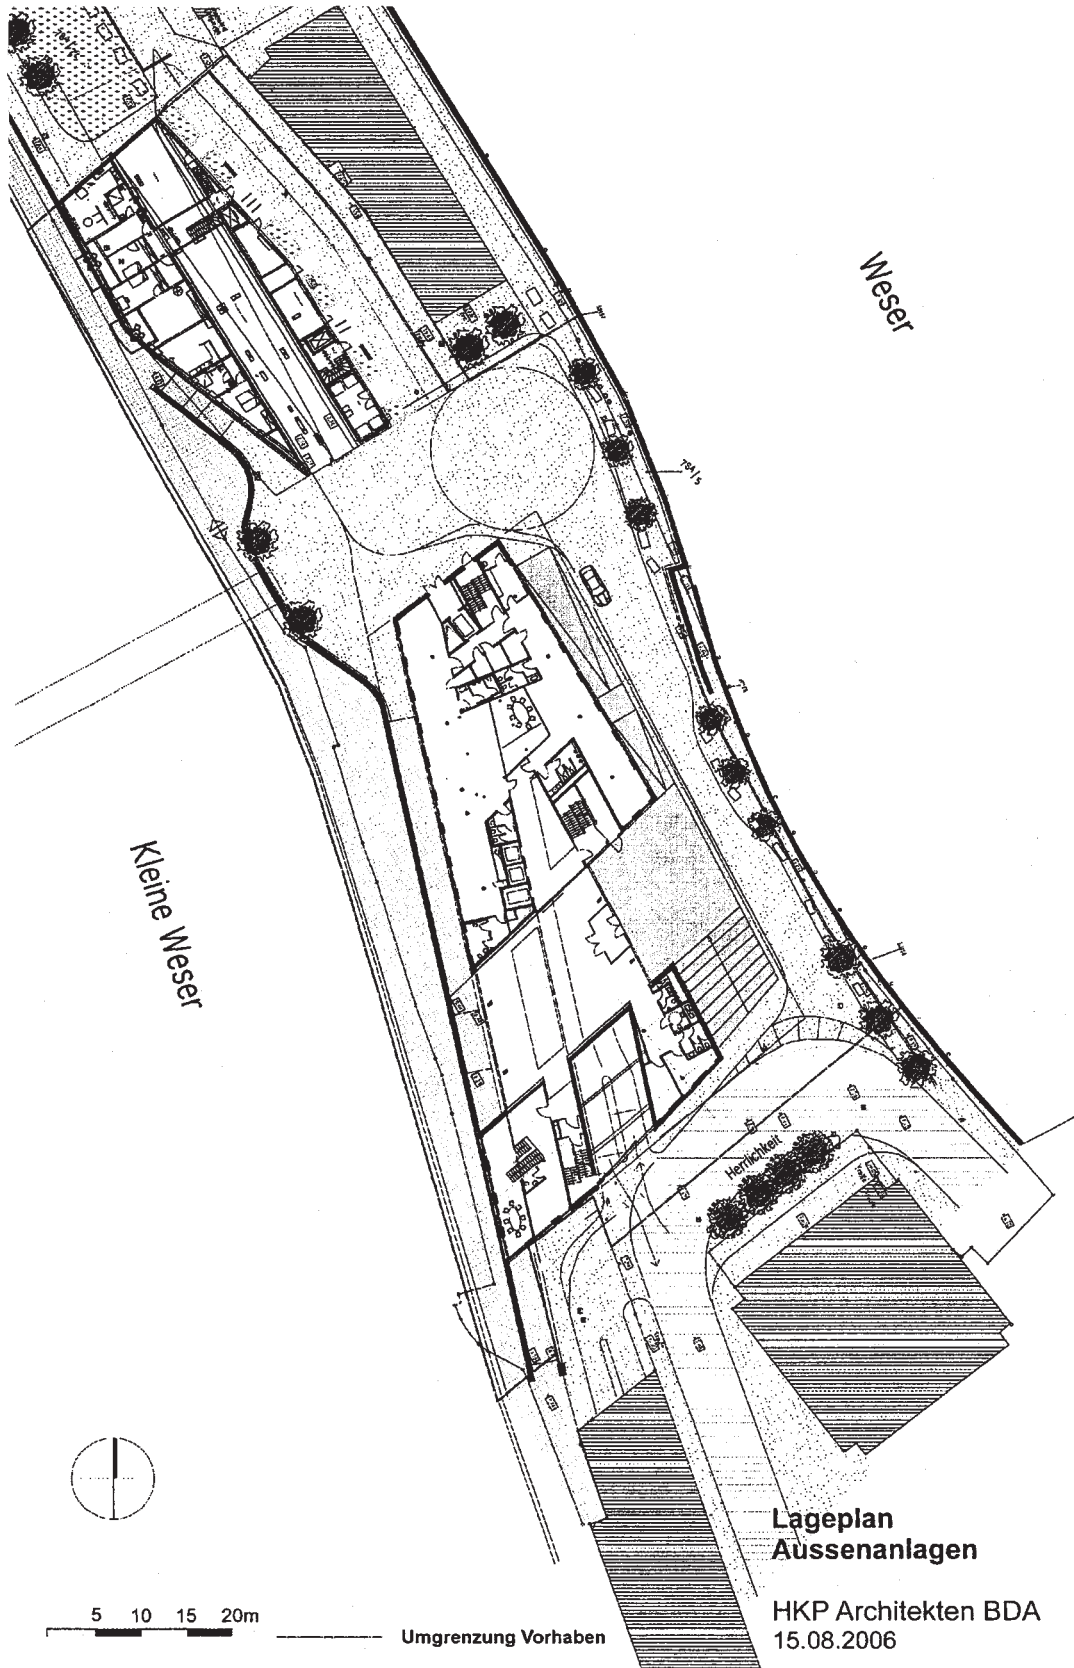 Weser
Kleine Weser
Herrlichkeit
Lageplan
Aussenanlagen
5 10 15 20m
Umgrenzung Vorhaben
HKP Architekten BDA
15.08.2006